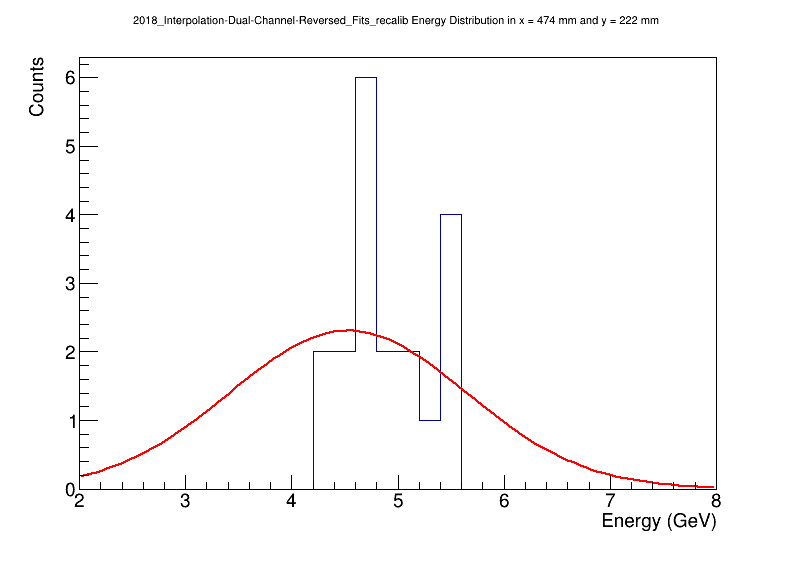 2018_Interpolation-Dual-Channel-Reversed_Fits_recalib Energy Distribution in x = 474 mm and y = 222 mm
Counts
6
5
4
3
2
1
0
2 3 4 5 6 7 8
Energy (GeV)